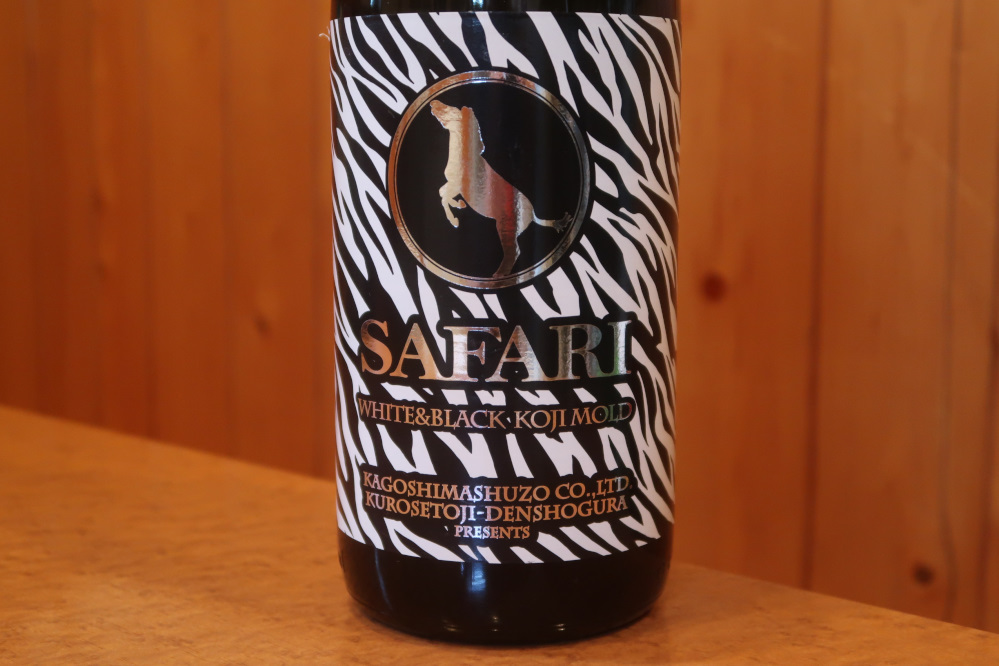 SAFARI
WHITE&BLACK KOJI MOLD
KAGOSHIMASHUZO CO.,LTD.
KUROSETOJI-DENSHOGURA
PRESENTS